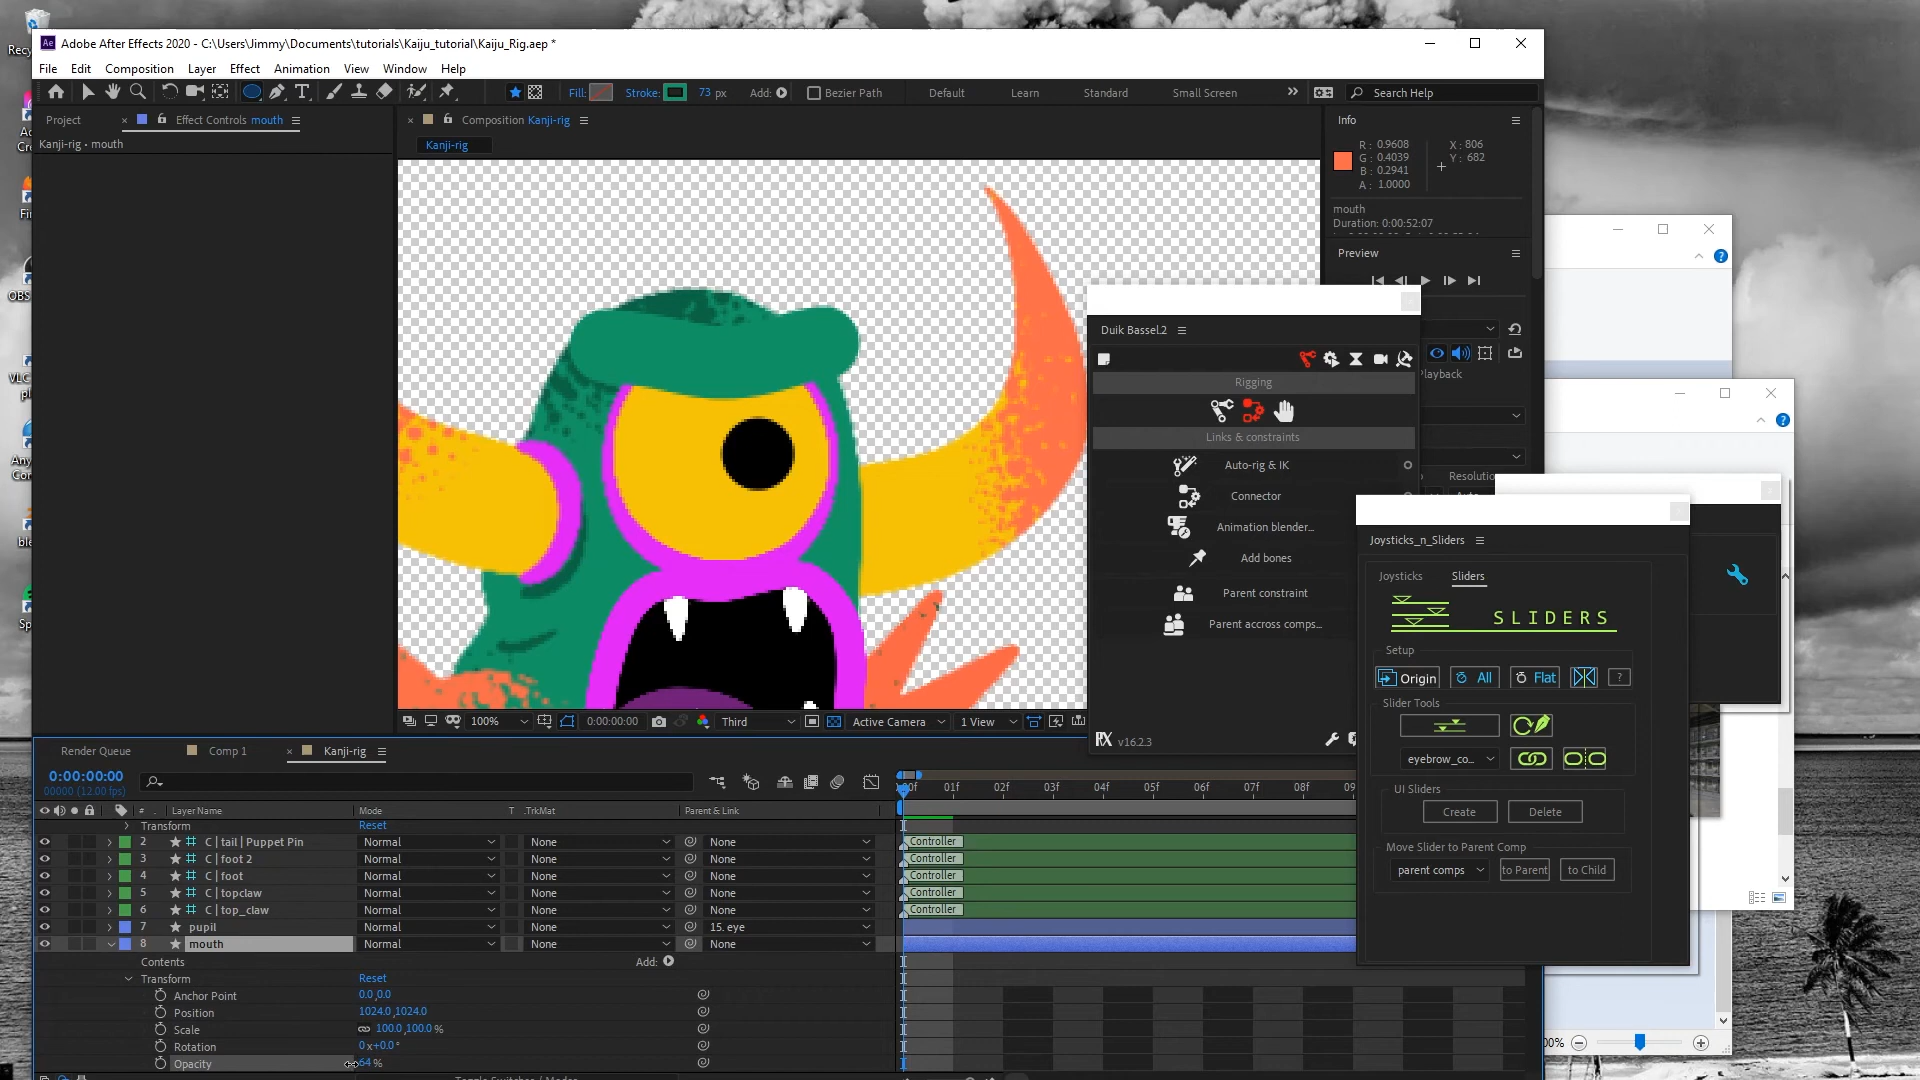 Adobe After Effects 2020 - C:\Users\Jimmy\Documents\tutorials\Kaiju_tutorial\Kaiju_Rig.aep *
File Edit Composition Layer Effect Animation View Window Help
Fill: Stroke: 73 px Add: Bezier Path Default Learn Standard Small Screen Search Help
Project Effect Controls mouth Composition Kanji-rig Info
Kanji-rig • mouth Kanji-rig
R : 0.9608 X : 806
G : 0.4039 Y : 682
B : 0.2941
A : 1.0000
mouth
Duration: 0:00:52:07
Preview
Duik Bassel.2
Rigging
Links & constraints
Auto-rig & IK
Connector
Animation blender...
Add bones
Parent constraint
Parent accross comps...
v16.2.3
Joysticks_n_Sliders
Joysticks Sliders
SLIDERS
Setup
Origin All Flat ?
Slider Tools
eyebrow_co...
UI Sliders
Create Delete
Move Slider to Parent Comp
parent comps to Parent to Child
100% 0:00:00:00 Third Active Camera 1 View
Render Queue Comp 1 Kanji-rig
0:00:00:00
00000 (12.00 fps)
01f 02f 03f 04f 05f 06f 07f 08f
# Layer Name Mode T .TrkMat Parent & Link
Transform Reset
2 C | tail | Puppet Pin Normal None None Controller
3 C | foot 2 Normal None None Controller
4 C | foot Normal None None Controller
5 C | topclaw Normal None None Controller
6 C | top_claw Normal None None Controller
7 pupil Normal None 15. eye
8 mouth Normal None None
Contents Add:
Transform Reset
Anchor Point 0.0,0.0
Position 1024.0,1024.0
Scale 100.0,100.0 %
Rotation 0 x+0.0 °
Opacity 64 %